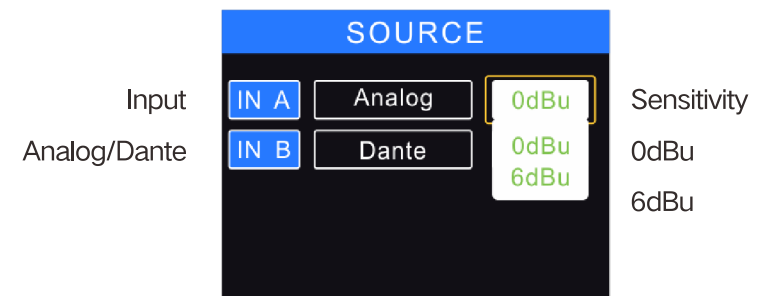 SOURCE
Input IN A Analog 0dBu Sensitivity
Analog/Dante IN B Dante 0dBu 0dBu
6dBu
6dBu